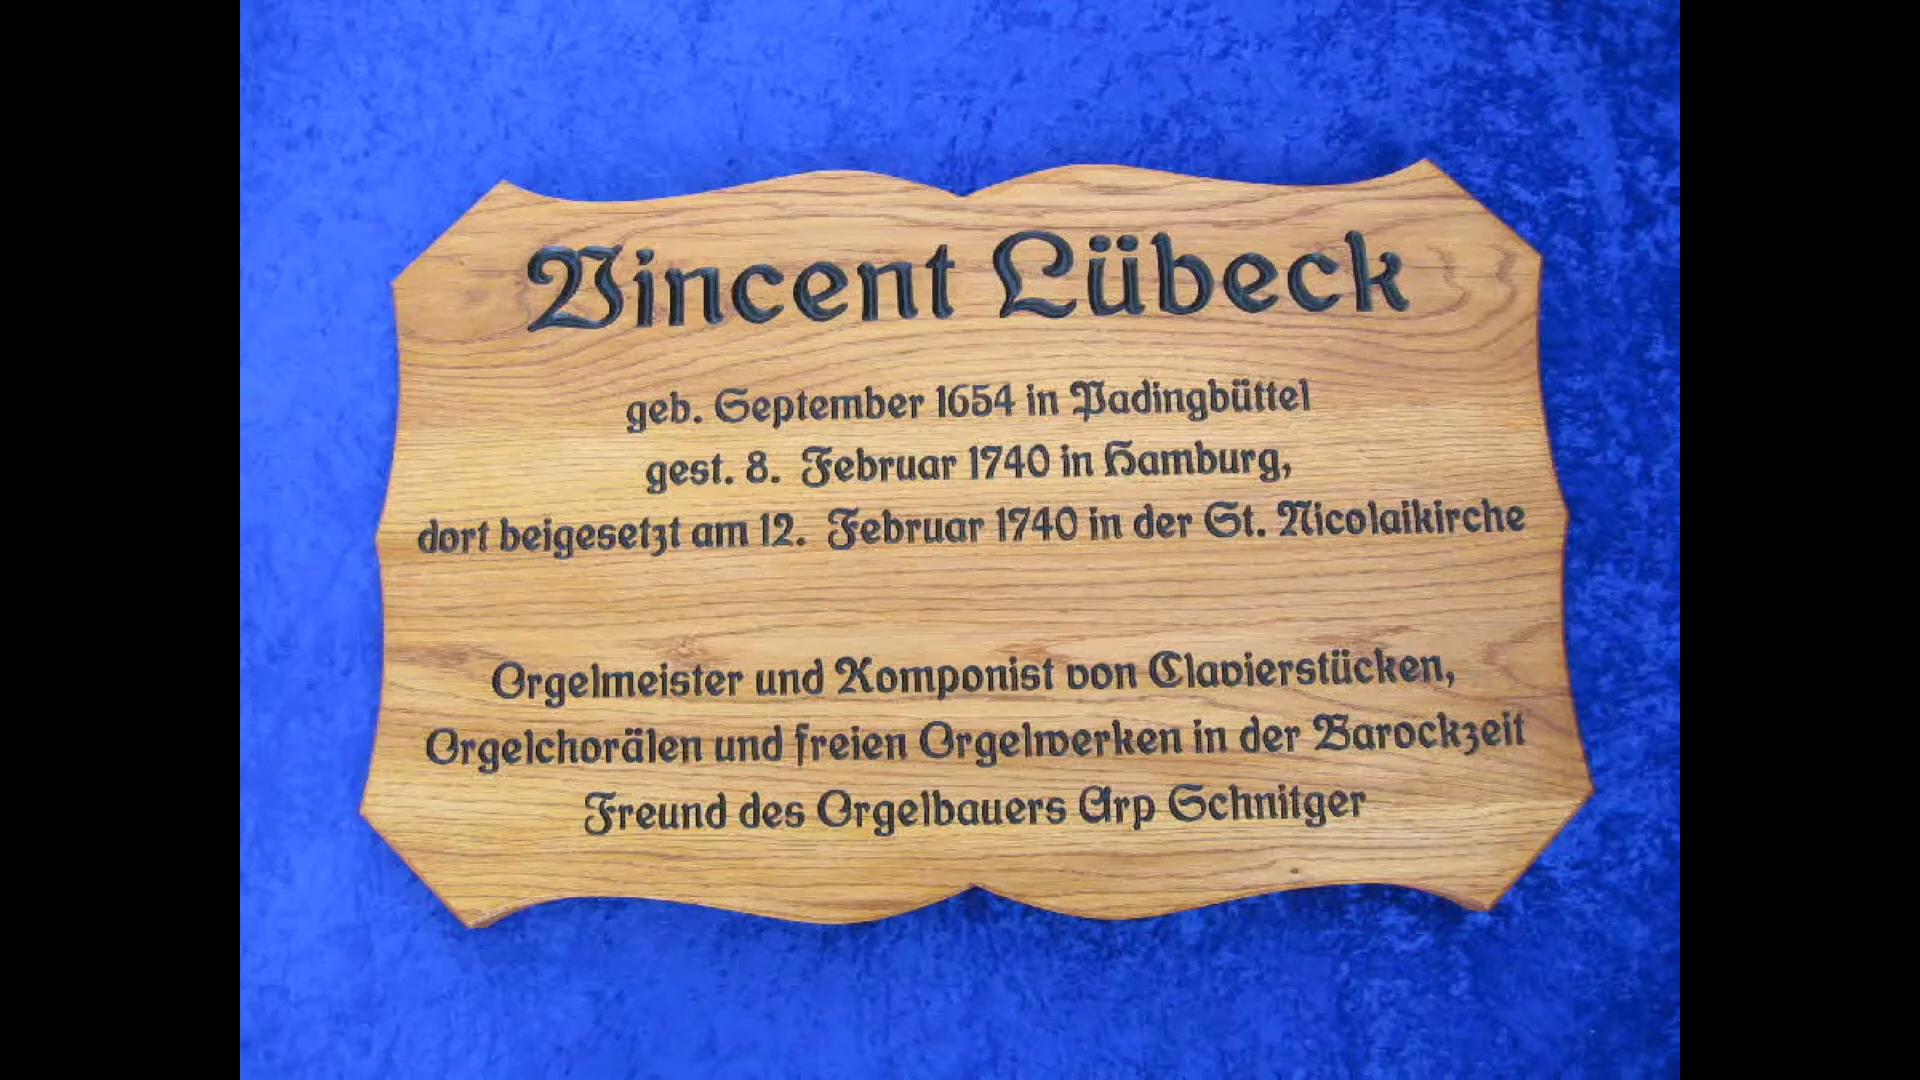 Vincent Lübeck
geb. September 1654 in Padingbüttel
gest. 8. Februar 1740 in Hamburg,
dort beigesetzt am 12. Februar 1740 in der St. Nicolaikirche
Orgelmeister und Komponist von Clavierstücken,
Orgelchorälen und freien Orgelwerken in der Barockzeit
Freund des Orgelbauers Arp Schnitger